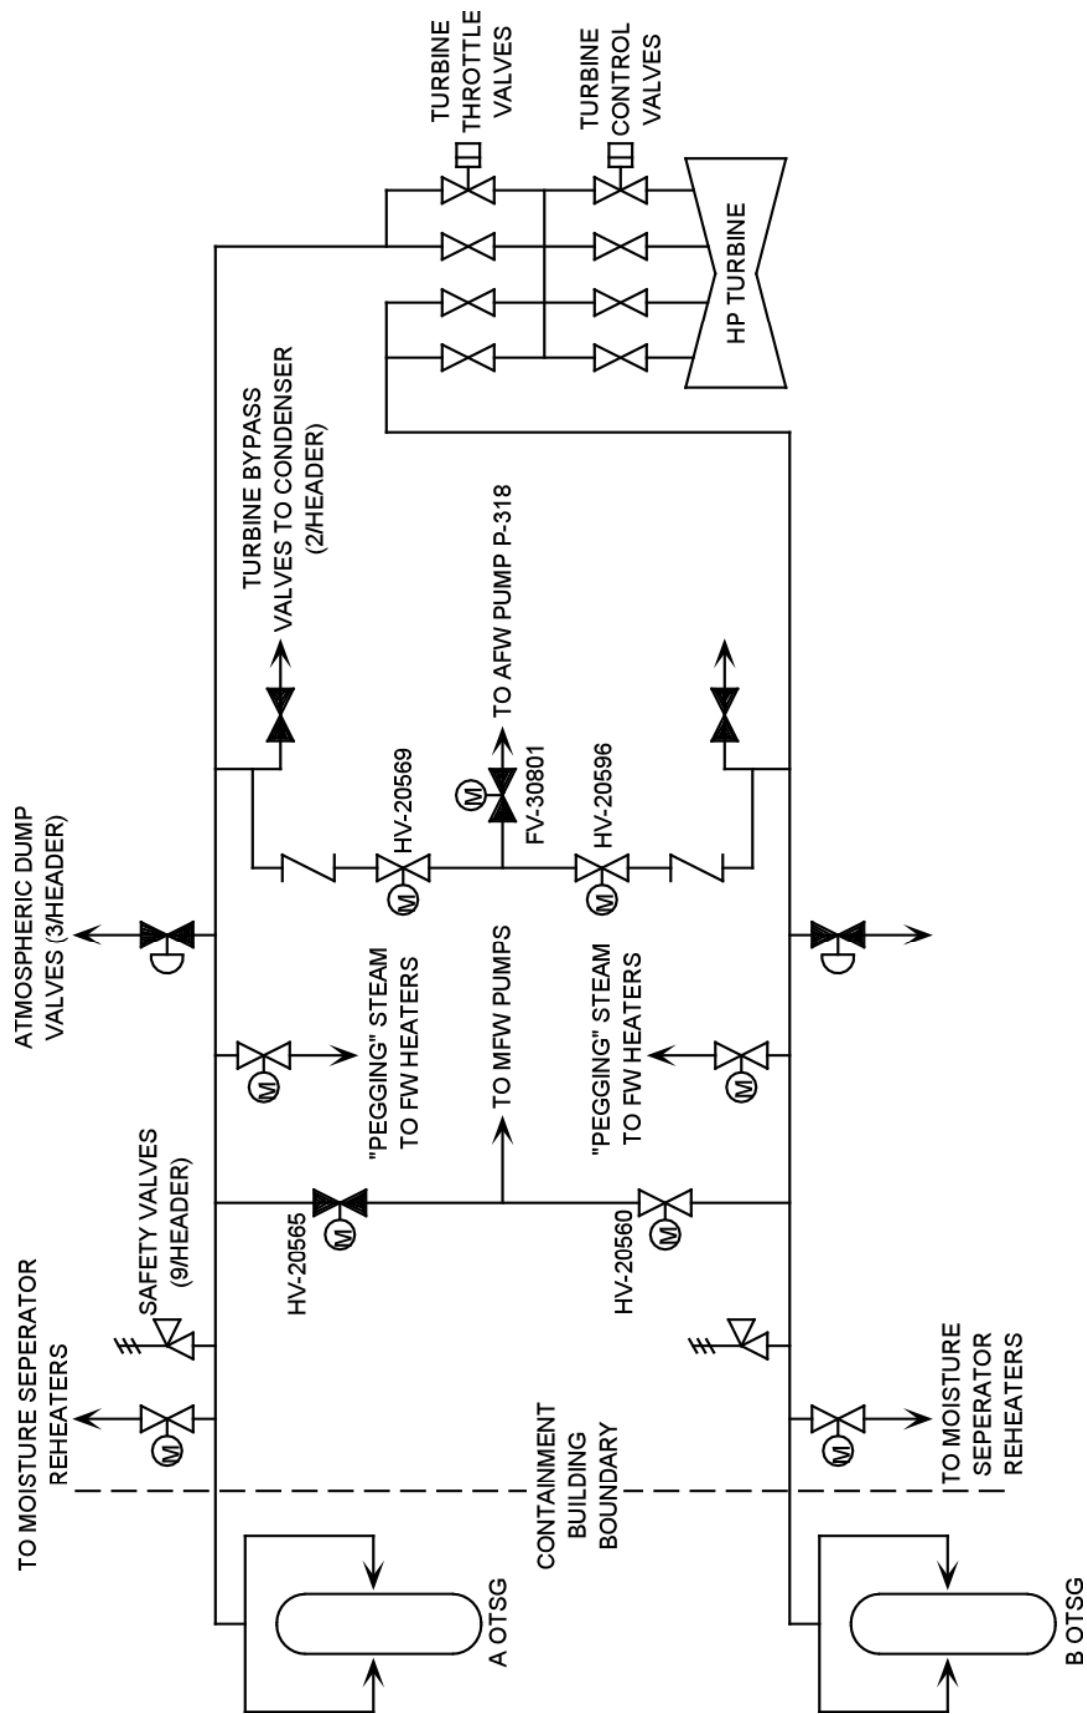 TO MOISTURE SEPERATOR
REHEATERS
SAFETY VALVES
(9/HEADER)
ATMOSPHERIC DUMP
VALVES (3/HEADER)
TURBINE BYPASS
VALVES TO CONDENSER
(2/HEADER)
TURBINE
THROTTLE
VALVES
TURBINE
CONTROL
VALVES
HP TURBINE
M
M
HV-20565
M
"PEGGING" STEAM
TO FW HEATERS
M
HV-20569
M
FV-30801
TO AFW PUMP P-318
TO MFW PUMPS
M
HV-20596
M
HV-20560
"PEGGING" STEAM
TO FW HEATERS
M
M
TO MOISTURE
SEPERATOR
REHEATERS
CONTAINMENT
BUILDING
BOUNDARY
A OTSG
B OTSG